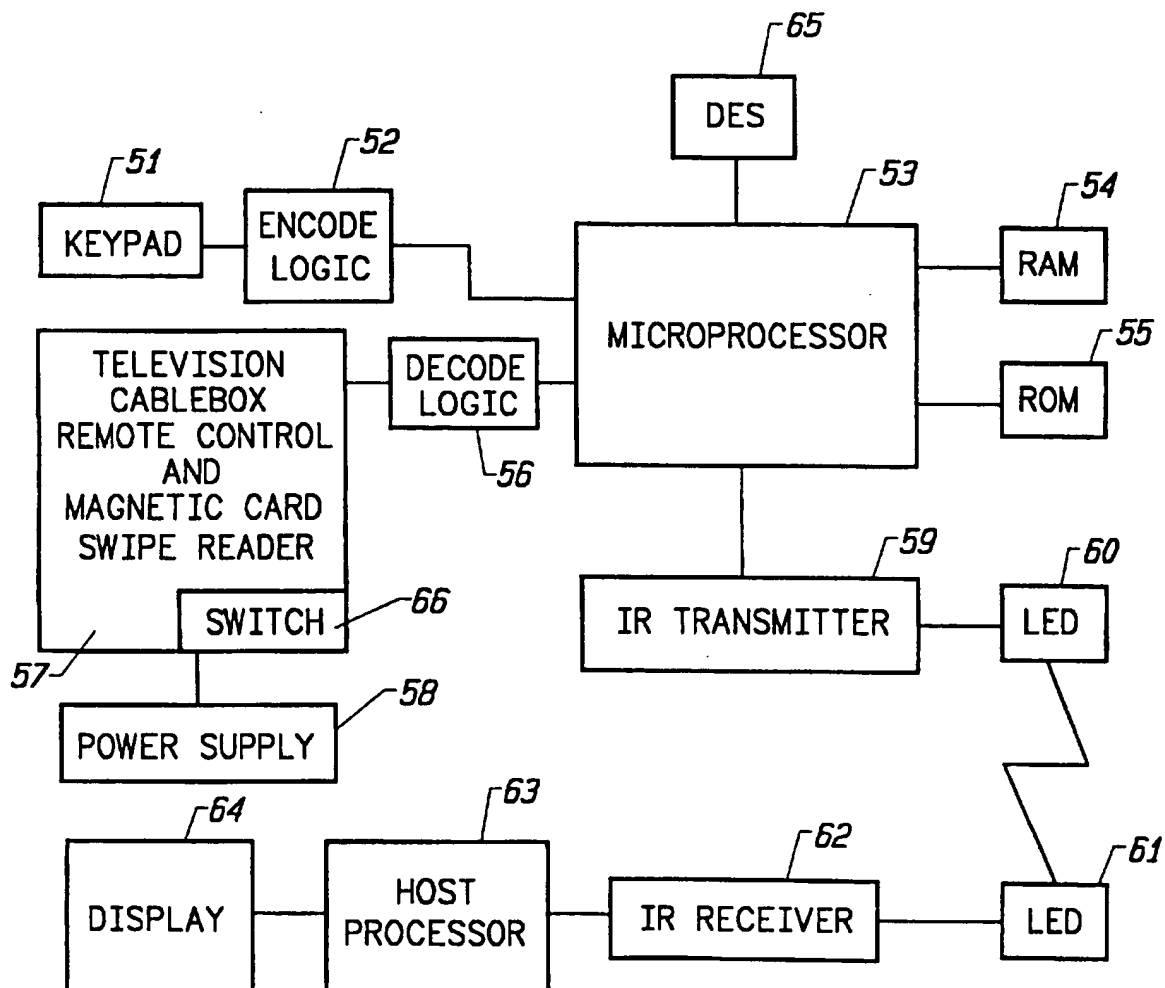 65
DES
51
52
53
54
KEYPAD
ENCODE
LOGIC
RAM
MICROPROCESSOR
55
ROM
TELEVISION
CABLEBOX
REMOTE CONTROL
AND
MAGNETIC CARD
SWIPE READER
DECODE
LOGIC
56
59
60
SWITCH
66
IR TRANSMITTER
LED
57
58
POWER SUPPLY
64
63
62
61
DISPLAY
HOST
PROCESSOR
IR RECEIVER
LED